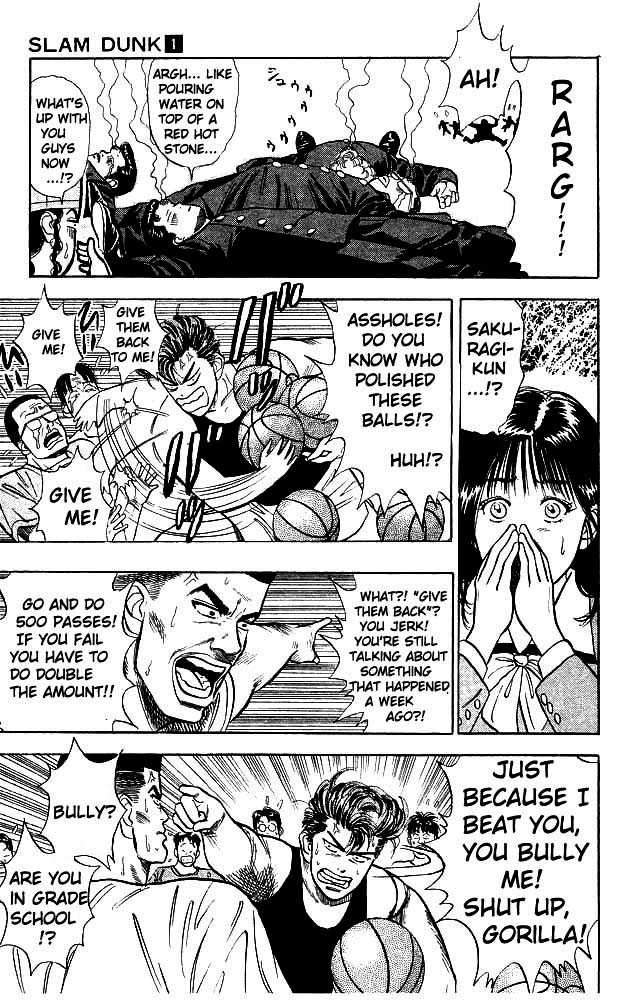 SLAM DUNK 1
RARG!!!
AH!
ARGH... LIKE
POURING
WATER ON
TOP OF A
RED HOT
STONE...
WHAT'S
UP WITH
YOU
GUYS
NOW
...!?
SAKU-
RAGI-
KUN
...!?
ASSHOLES!
DO YOU
KNOW WHO
POLISHED
THESE
BALLS!?
HUH!?
GIVE
THEM
BACK
TO ME!
GIVE
ME!
GIVE
ME!
WHAT?! "GIVE
THEM BACK"?
YOU JERK!
YOU'RE STILL
TALKING ABOUT
SOMETHING
THAT HAPPENED
A WEEK
AGO?!
GO AND DO
500 PASSES!
IF YOU FAIL
YOU HAVE TO
DO DOUBLE
THE AMOUNT!!
JUST
BECAUSE I
BEAT YOU,
YOU BULLY
ME!
SHUT UP,
GORILLA!
BULLY?
ARE YOU
IN GRADE
SCHOOL
!?